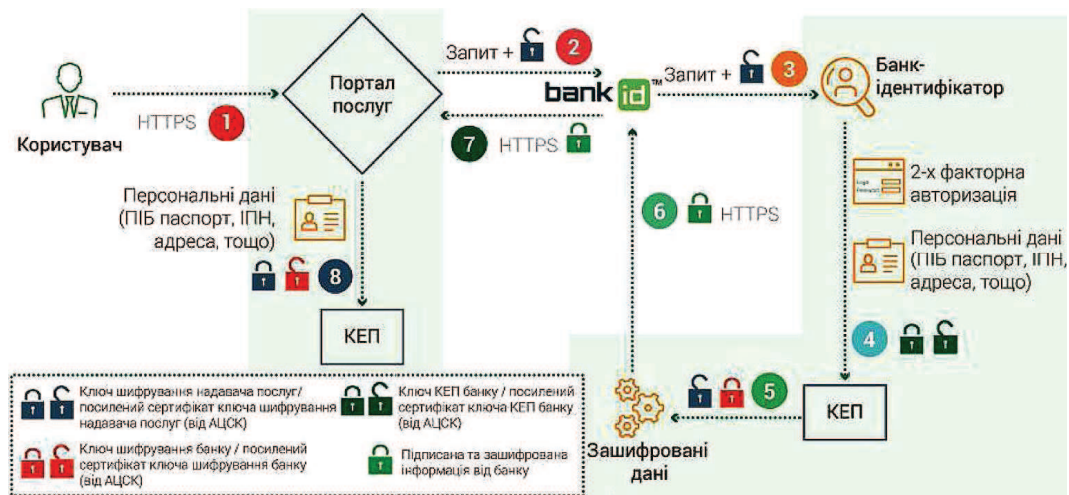 Запит + 2
bank id™
Запит + 3
Банк-
ідентифікатор
Портал
послуг
HTTPS 1
Користувач
7 HTTPS
2-х факторна
авторизація
6 HTTPS
Персональні дані
(ПІБ паспорт, ІПН,
адреса, тощо)
8
Персональні дані
(ПІБ паспорт, ІПН,
адреса, тощо)
4
КЕП
5
КЕП
Зашифровані
дані
Ключ шифрування надавача послуг/
посилений сертифікат ключа шифрування
надавача послуг (від АЦСК)
Ключ КЕП банку / посилений
сертифікат ключа КЕП банку
(від АЦСК)
Ключ шифрування банку / посилений
сертифікат ключа шифрування банку
(від АЦСК)
Підписана та зашифрована
інформація від банку